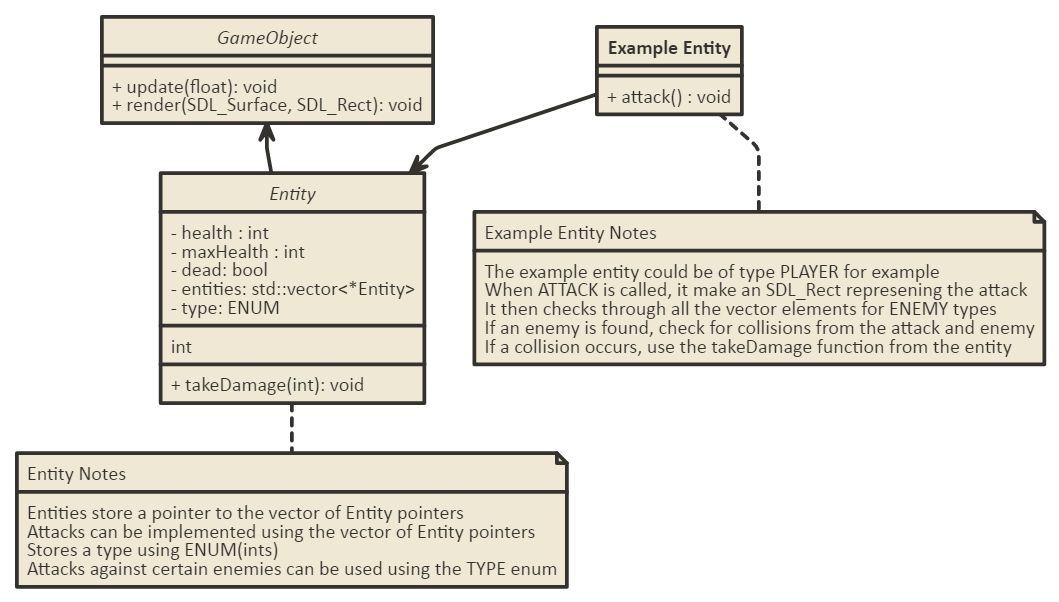 GameObject
+ update(float): void
+ render(SDL_Surface, SDL_Rect): void
Example Entity
+ attack() : void
Entity
- health : int
- maxHealth : int
- dead: bool
- entities: std::vector<*Entity>
- type: ENUM
int
+ takeDamage(int): void
Example Entity Notes
The example entity could be of type PLAYER for example
When ATTACK is called, it make an SDL_Rect represening the attack
It then checks through all the vector elements for ENEMY types
If an enemy is found, check for collisions from the attack and enemy
If a collision occurs, use the takeDamage function from the entity
Entity Notes
Entities store a pointer to the vector of Entity pointers
Attacks can be implemented using the vector of Entity pointers
Stores a type using ENUM(ints)
Attacks against certain enemies can be used using the TYPE enum